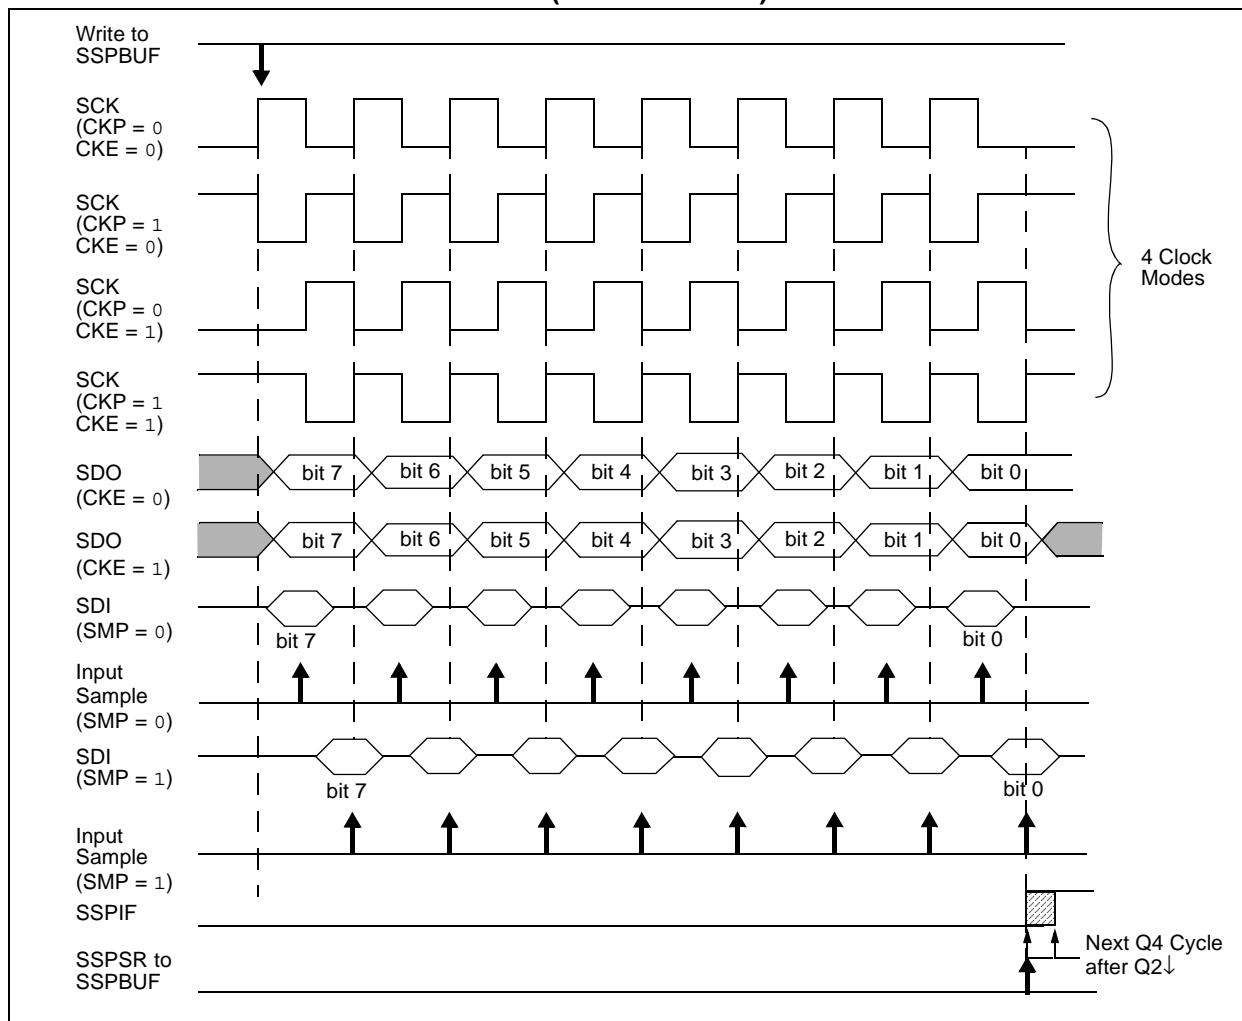 Write to
SSPBUF
SCK
(CKP = 0
CKE = 0)
SCK
(CKP = 1
CKE = 0)
SCK
(CKP = 0
CKE = 1)
SCK
(CKP = 1
CKE = 1)
4 Clock
Modes
SDO
(CKE = 0)
bit 7 bit 6 bit 5 bit 4 bit 3 bit 2 bit 1 bit 0
SDO
(CKE = 1)
bit 7 bit 6 bit 5 bit 4 bit 3 bit 2 bit 1 bit 0
SDI
(SMP = 0)
bit 7 bit 0
Input
Sample
(SMP = 0)
SDI
(SMP = 1)
bit 7 bit 0
Input
Sample
(SMP = 1)
SSPIF
SSPSR to
SSPBUF
Next Q4 Cycle
after Q2↓